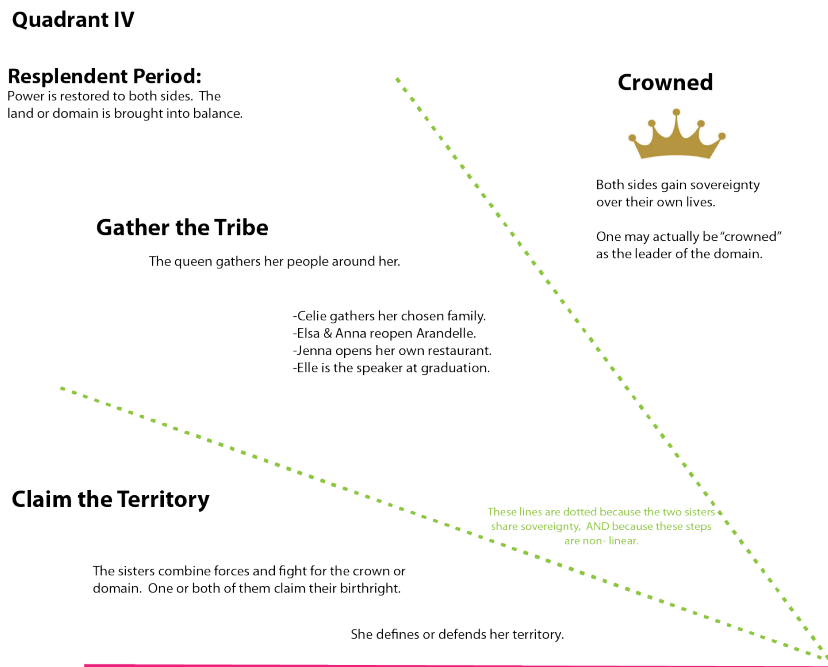 Quadrant IV
Resplendent Period:
Power is restored to both sides.  The
land or domain is brought into balance.
Crowned
Both sides gain sovereignty
over their own lives.
One may actually be “crowned”
as the leader of the domain.
Gather the Tribe
The queen gathers her people around her.
-Celie gathers her chosen family.
-Elsa & Anna reopen Arandelle.
-Jenna opens her own restaurant.
-Elle is the speaker at graduation.
Claim the Territory
These lines are dotted because the two sisters
share sovereignty,  AND because these steps
are non- linear.
The sisters combine forces and fight for the crown or
domain.  One or both of them claim their birthright.
She defines or defends her territory.